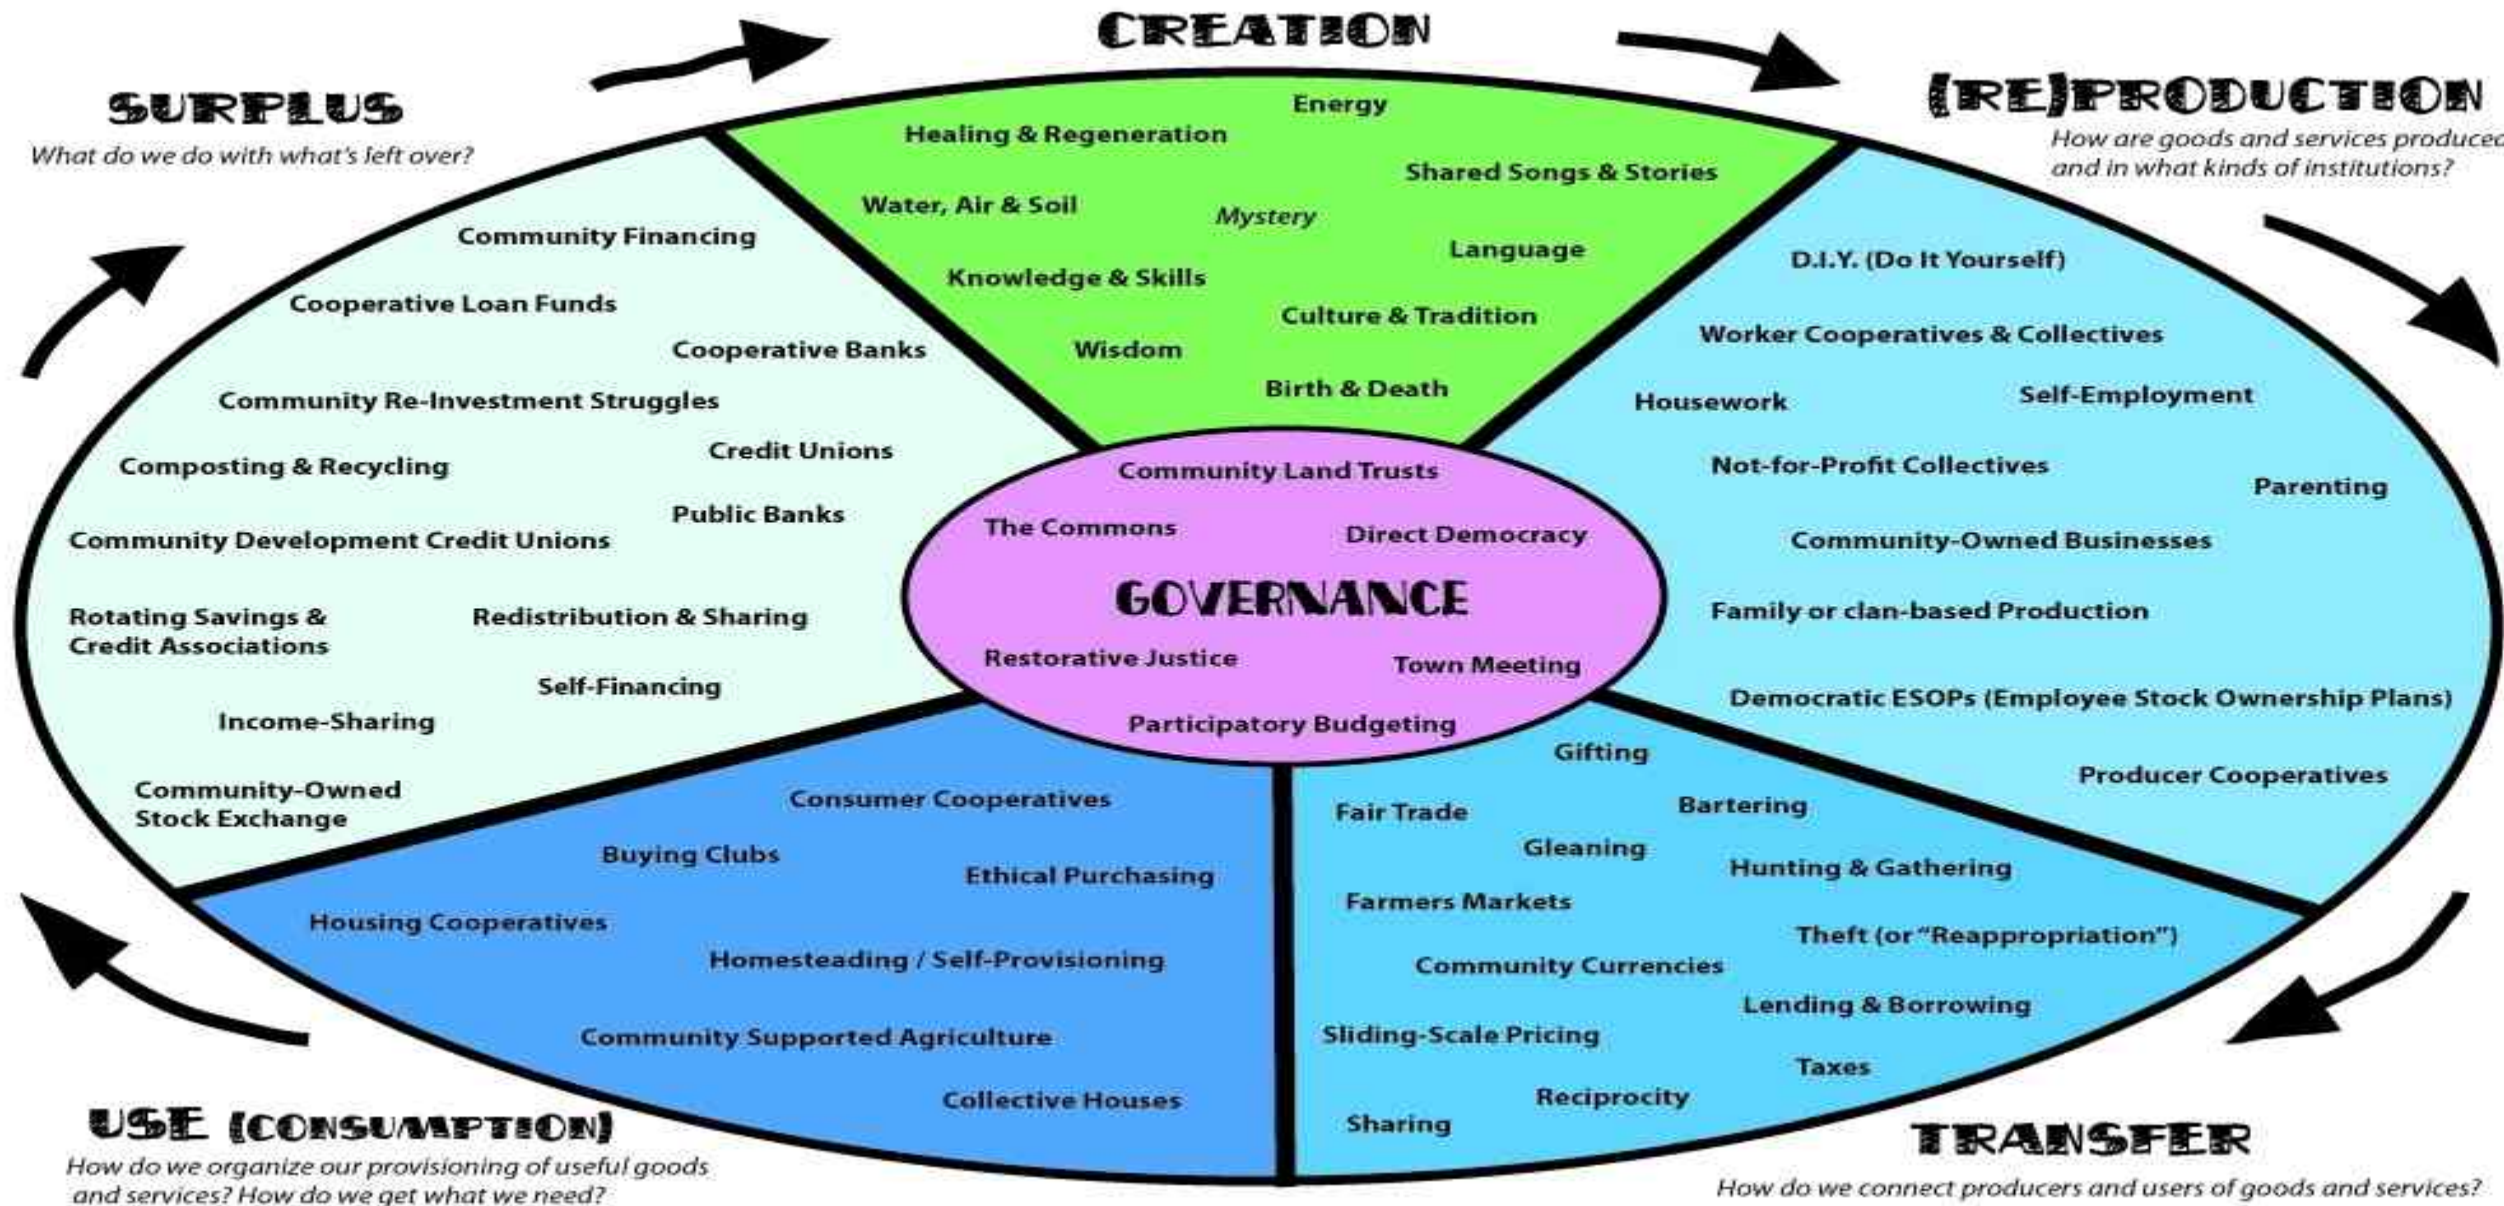 CREATION
SURPLUS
What do we do with what's left over?
(RE)PRODUCTION
How are goods and services produced
and in what kinds of institutions?
Energy
Healing & Regeneration
Shared Songs & Stories
Water, Air & Soil
Mystery
Language
Knowledge & Skills
Culture & Tradition
Wisdom
Birth & Death
D.I.Y. (Do It Yourself)
Worker Cooperatives & Collectives
Housework
Self-Employment
Not-for-Profit Collectives
Parenting
Community-Owned Businesses
Family or clan-based Production
Democratic ESOPs (Employee Stock Ownership Plans)
Producer Cooperatives
Community Financing
Cooperative Loan Funds
Cooperative Banks
Community Re-Investment Struggles
Credit Unions
Composting & Recycling
Public Banks
Community Development Credit Unions
Rotating Savings &
Credit Associations
Redistribution & Sharing
Self-Financing
Income-Sharing
Community-Owned
Stock Exchange
Community Land Trusts
The Commons
Direct Democracy
GOVERNANCE
Restorative Justice
Town Meeting
Participatory Budgeting
Consumer Cooperatives
Buying Clubs
Ethical Purchasing
Housing Cooperatives
Homesteading / Self-Provisioning
Community Supported Agriculture
Collective Houses
Gifting
Fair Trade
Bartering
Gleaning
Hunting & Gathering
Farmers Markets
Theft (or "Reappropriation")
Community Currencies
Lending & Borrowing
Sliding-Scale Pricing
Taxes
Reciprocity
Sharing
USE (CONSUMPTION)
How do we organize our provisioning of useful goods
and services? How do we get what we need?
TRANSFER
How do we connect producers and users of goods and services?